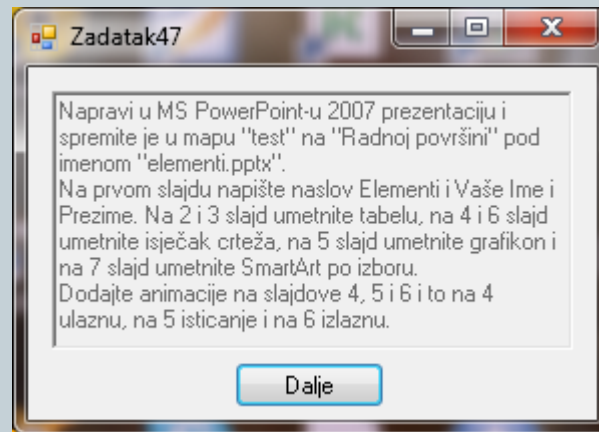 Zadatak47
Napravi u MS PowerPoint-u 2007 prezentaciju i
spremite je u mapu "test" na "Radnoj površini" pod
imenom "elementi.pptx".
Na prvom slajdu napište naslov Elementi i Vaše Ime i
Prezime. Na 2 i 3 slajd umetnite tabelu, na 4 i 6 slajd
umetnite isječak crteža, na 5 slajd umetnite grafikon i
na 7 slajd umetnite SmartArt po izboru.
Dodajte animacije na slajdove 4, 5 i 6 i to na 4
ulaznu, na 5 isticanje i na 6 izlaznu.
Dalje